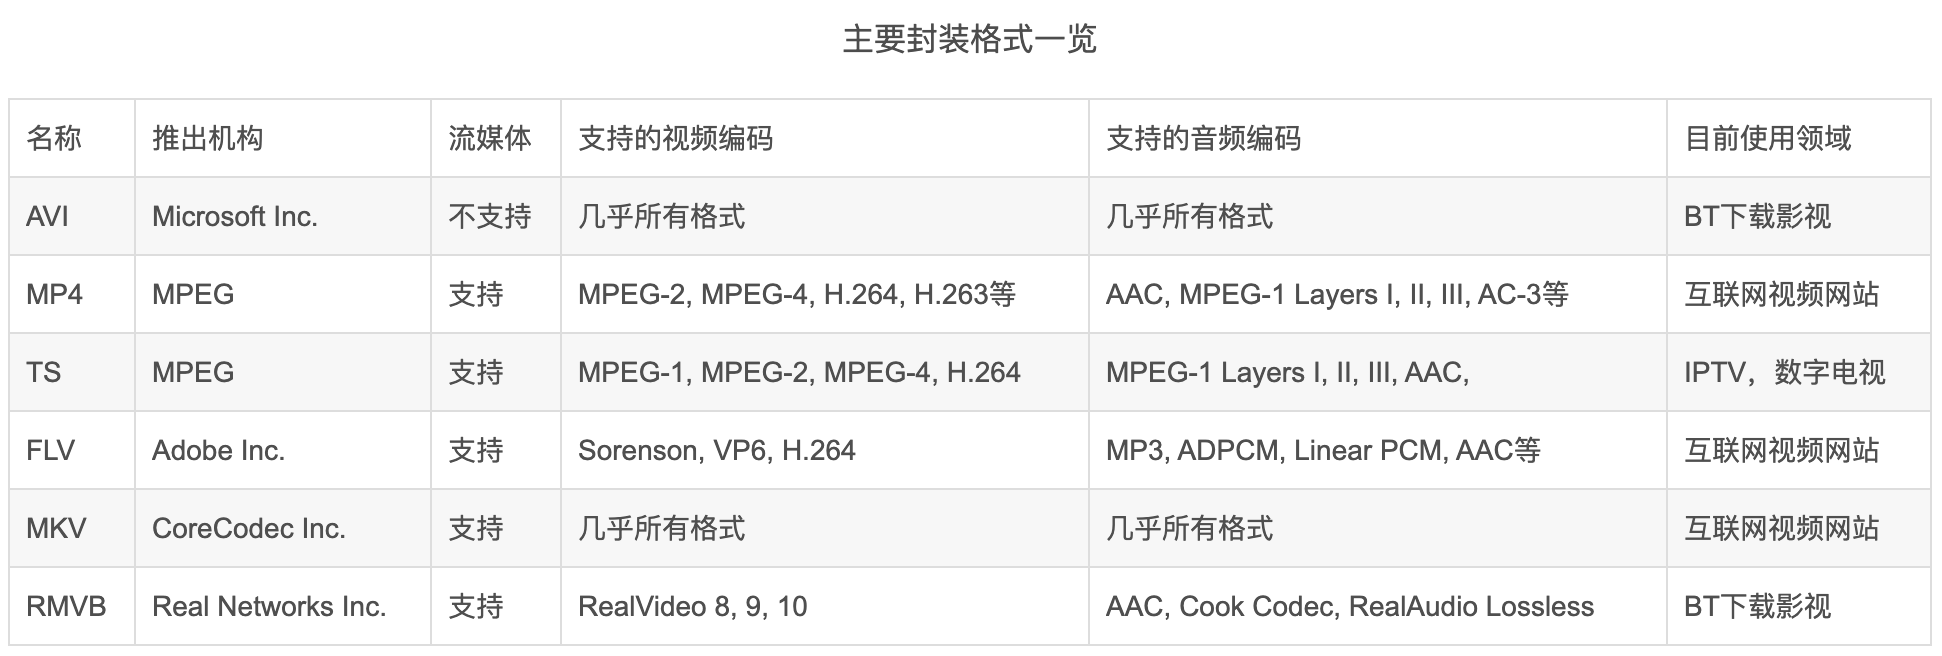 主要封装格式一览
名称 推出机构 流媒体 支持的视频编码 支持的音频编码 目前使用领域
AVI Microsoft Inc. 不支持 几乎所有格式 几乎所有格式 BT下载影视
MP4 MPEG 支持 MPEG-2, MPEG-4, H.264, H.263等 AAC, MPEG-1 Layers I, II, III, AC-3等 互联网视频网站
TS MPEG 支持 MPEG-1, MPEG-2, MPEG-4, H.264 MPEG-1 Layers I, II, III, AAC, IPTV，数字电视
FLV Adobe Inc. 支持 Sorenson, VP6, H.264 MP3, ADPCM, Linear PCM, AAC等 互联网视频网站
MKV CoreCodec Inc. 支持 几乎所有格式 几乎所有格式 互联网视频网站
RMVB Real Networks Inc. 支持 RealVideo 8, 9, 10 AAC, Cook Codec, RealAudio Lossless BT下载影视